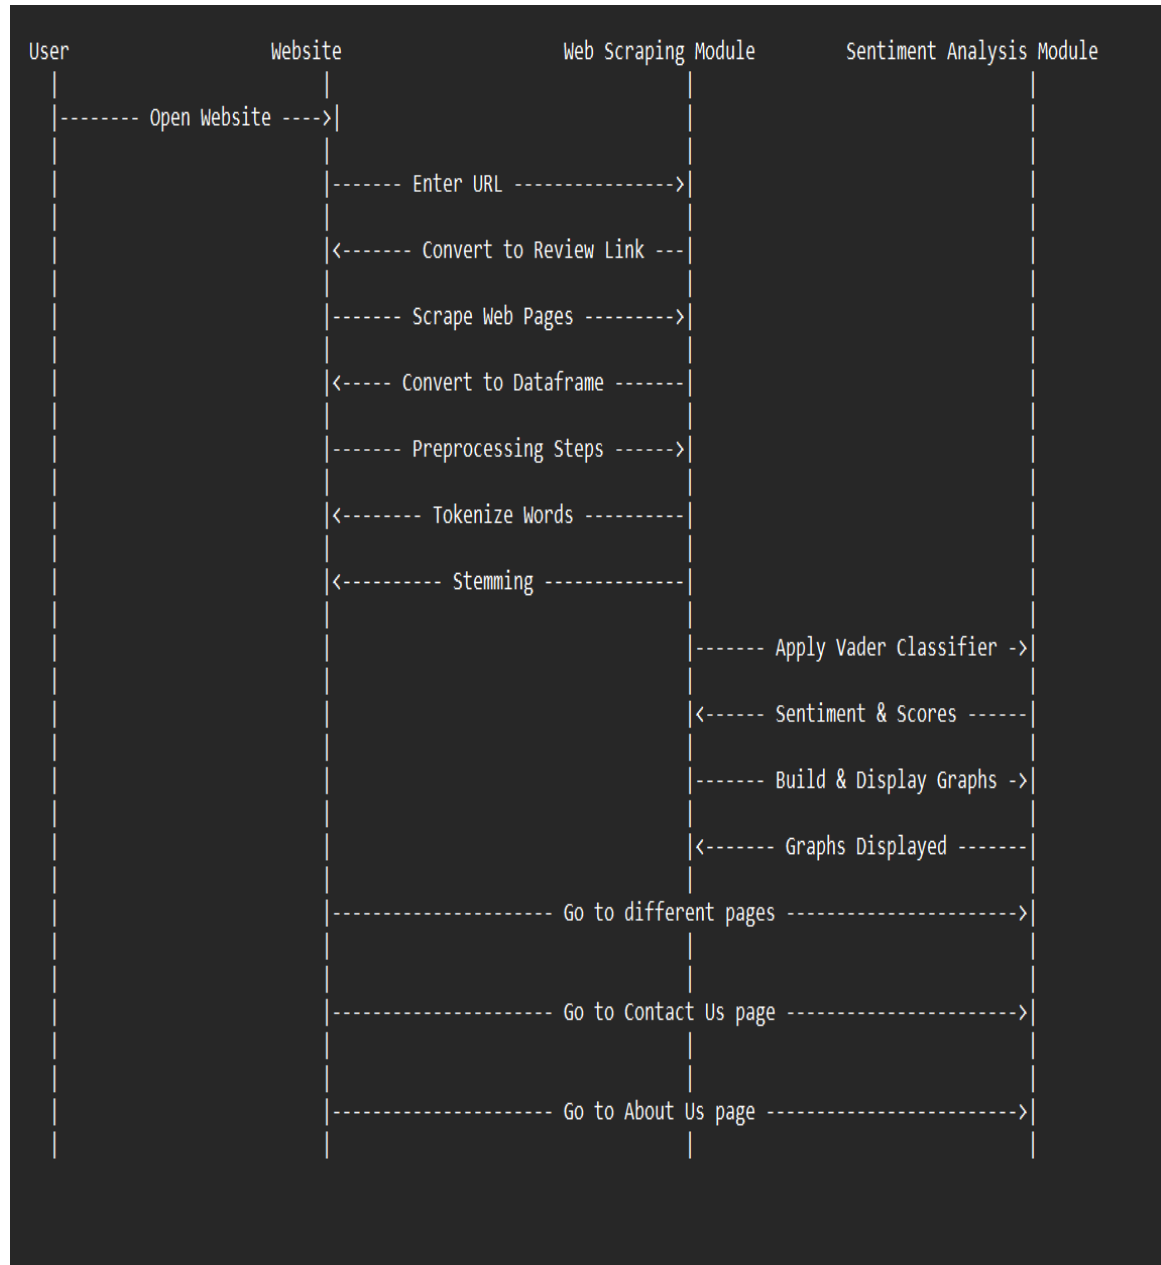 User Website Web Scraping Module Sentiment Analysis Module
|-------- Open Website ---->|
|------- Enter URL ---------------->|
|<------- Convert to Review Link ---|
|------- Scrape Web Pages --------->|
|<----- Convert to Dataframe -------|
|------- Preprocessing Steps ------>|
|<-------- Tokenize Words ----------|
|<---------- Stemming --------------|
|------- Apply Vader Classifier ->|
|<------ Sentiment & Scores ------|
|------- Build & Display Graphs ->|
|<------- Graphs Displayed -------|
|---------------------- Go to different pages ----------------------->|
|---------------------- Go to Contact Us page ----------------------->|
|---------------------- Go to About Us page ------------------------->|